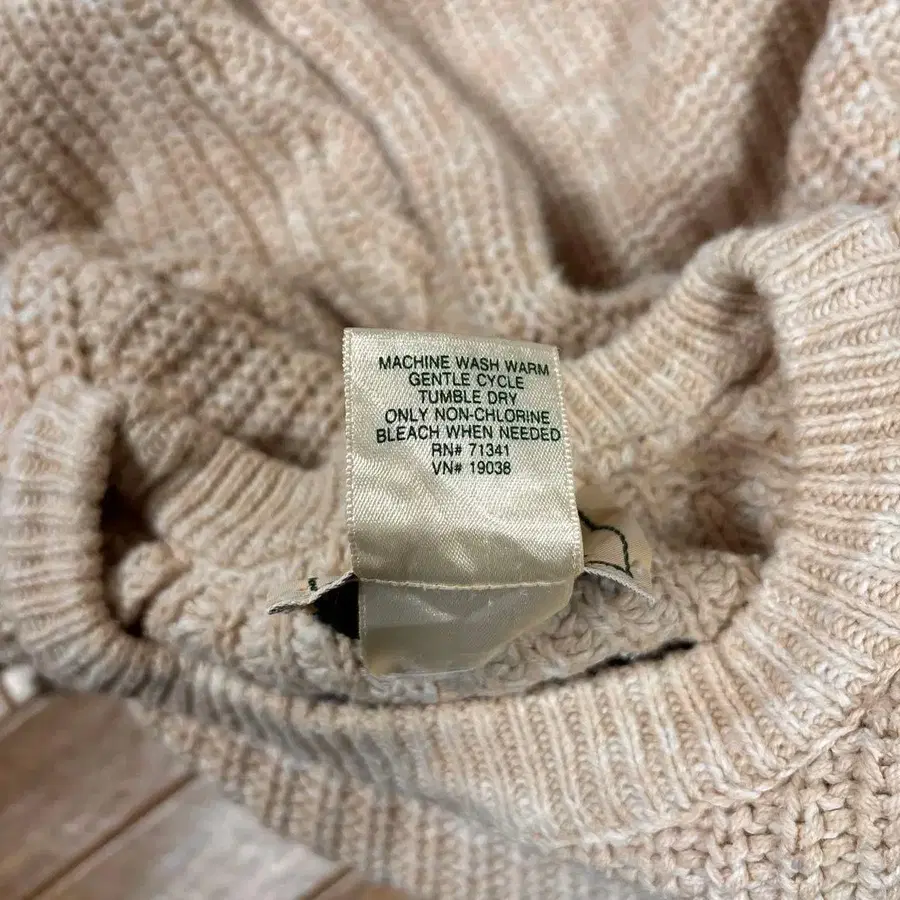 MACHINE WASH WARM
GENTLE CYCLE
TUMBLE DRY
ONLY NON-CHLORINE
BLEACH WHEN NEEDED
RN# 71341
VN# 19038